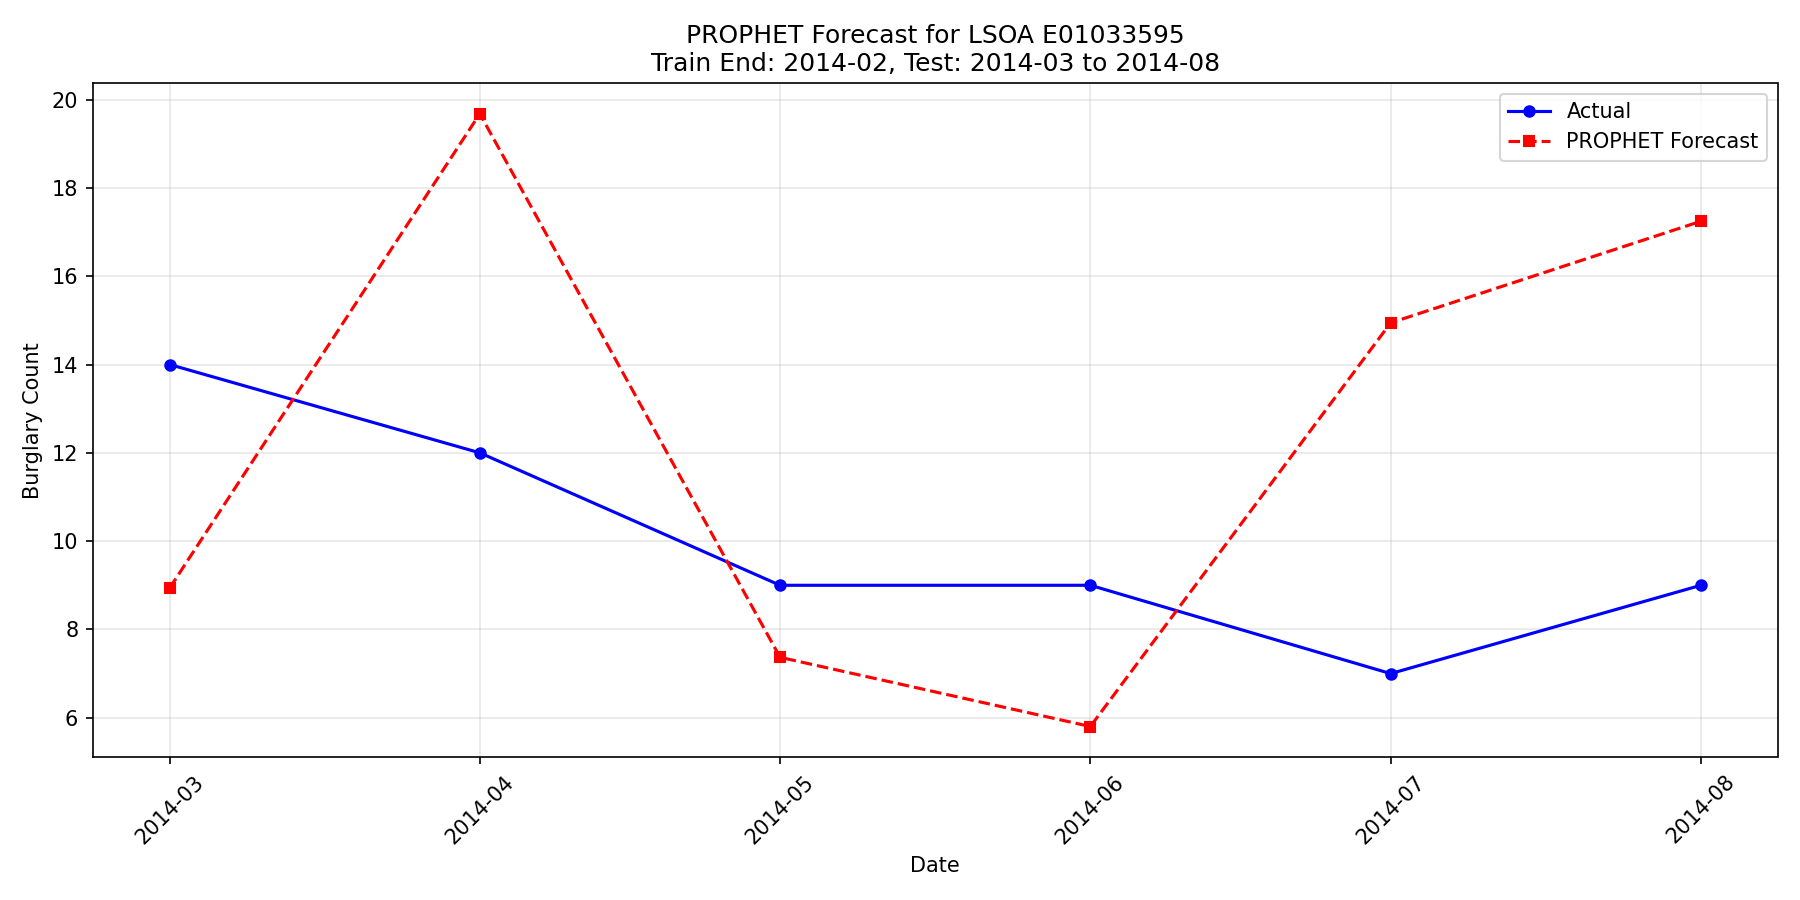 PROPHET Forecast for LSOA E01033595
Train End: 2014-02, Test: 2014-03 to 2014-08
Actual
PROPHET Forecast
Burglary Count
20
18
16
14
12
10
8
6
2014-03
2014-04
2014-05
2014-06
2014-07
2014-08
Date